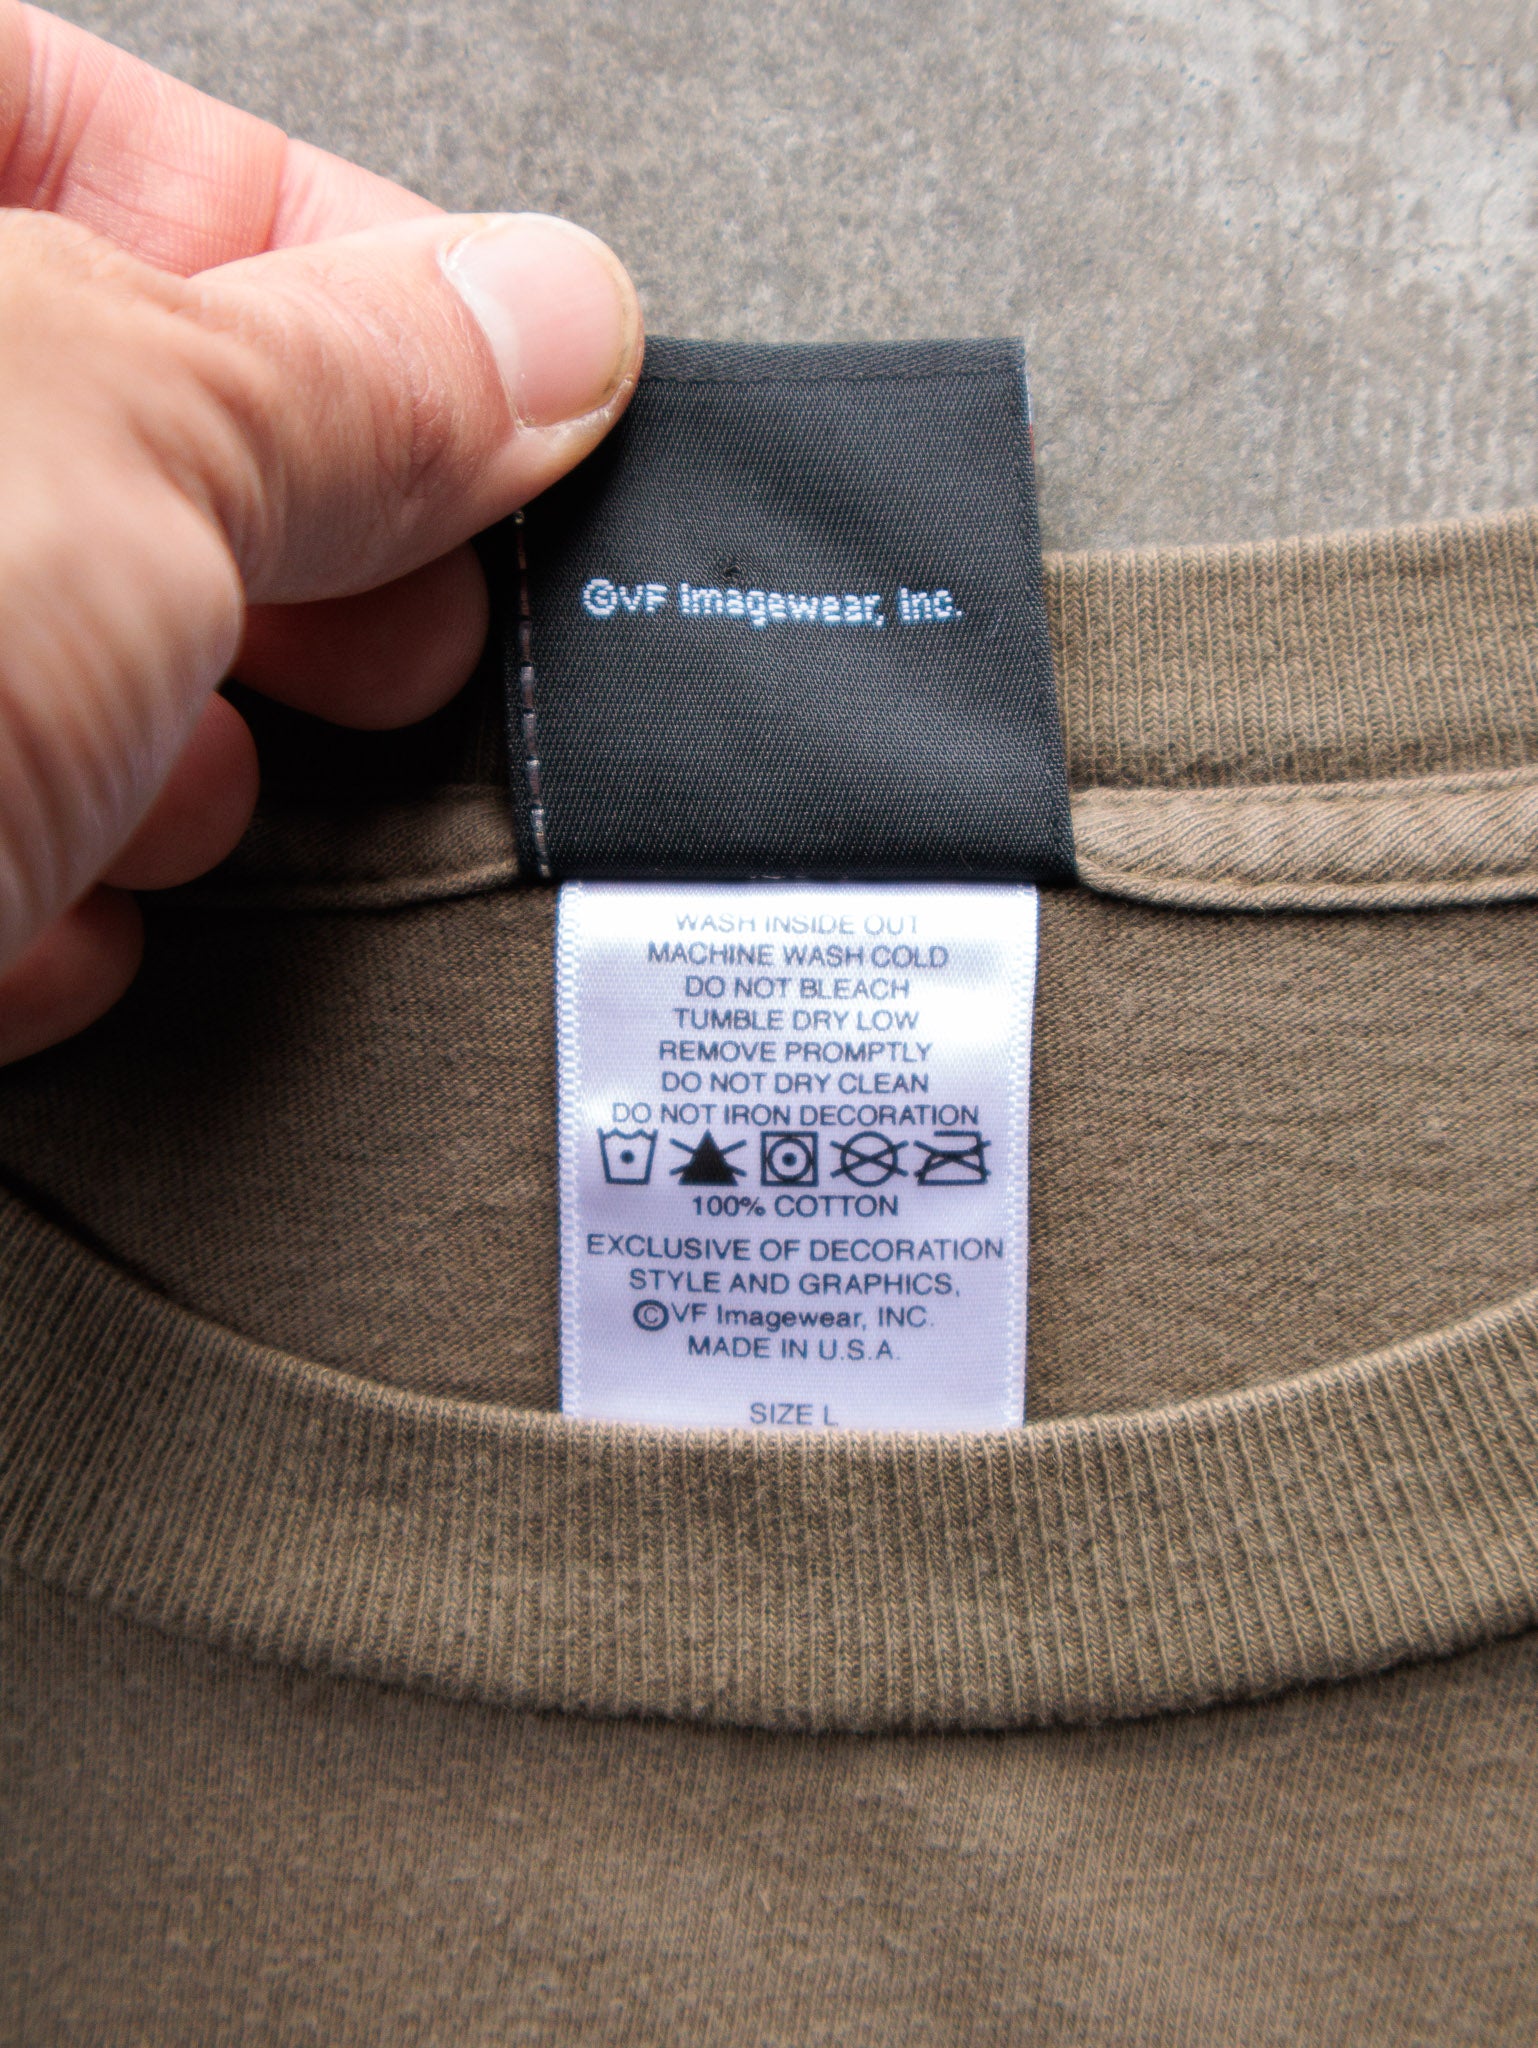 ©VF Imagewear, Inc.
WASH INSIDE OUT
MACHINE WASH COLD
DO NOT BLEACH
TUMBLE DRY LOW
REMOVE PROMPTLY
DO NOT DRY CLEAN
DO NOT IRON DECORATION
100% COTTON
EXCLUSIVE OF DECORATION
STYLE AND GRAPHICS,
©VF Imagewear, INC.
MADE IN U.S.A.
SIZE L